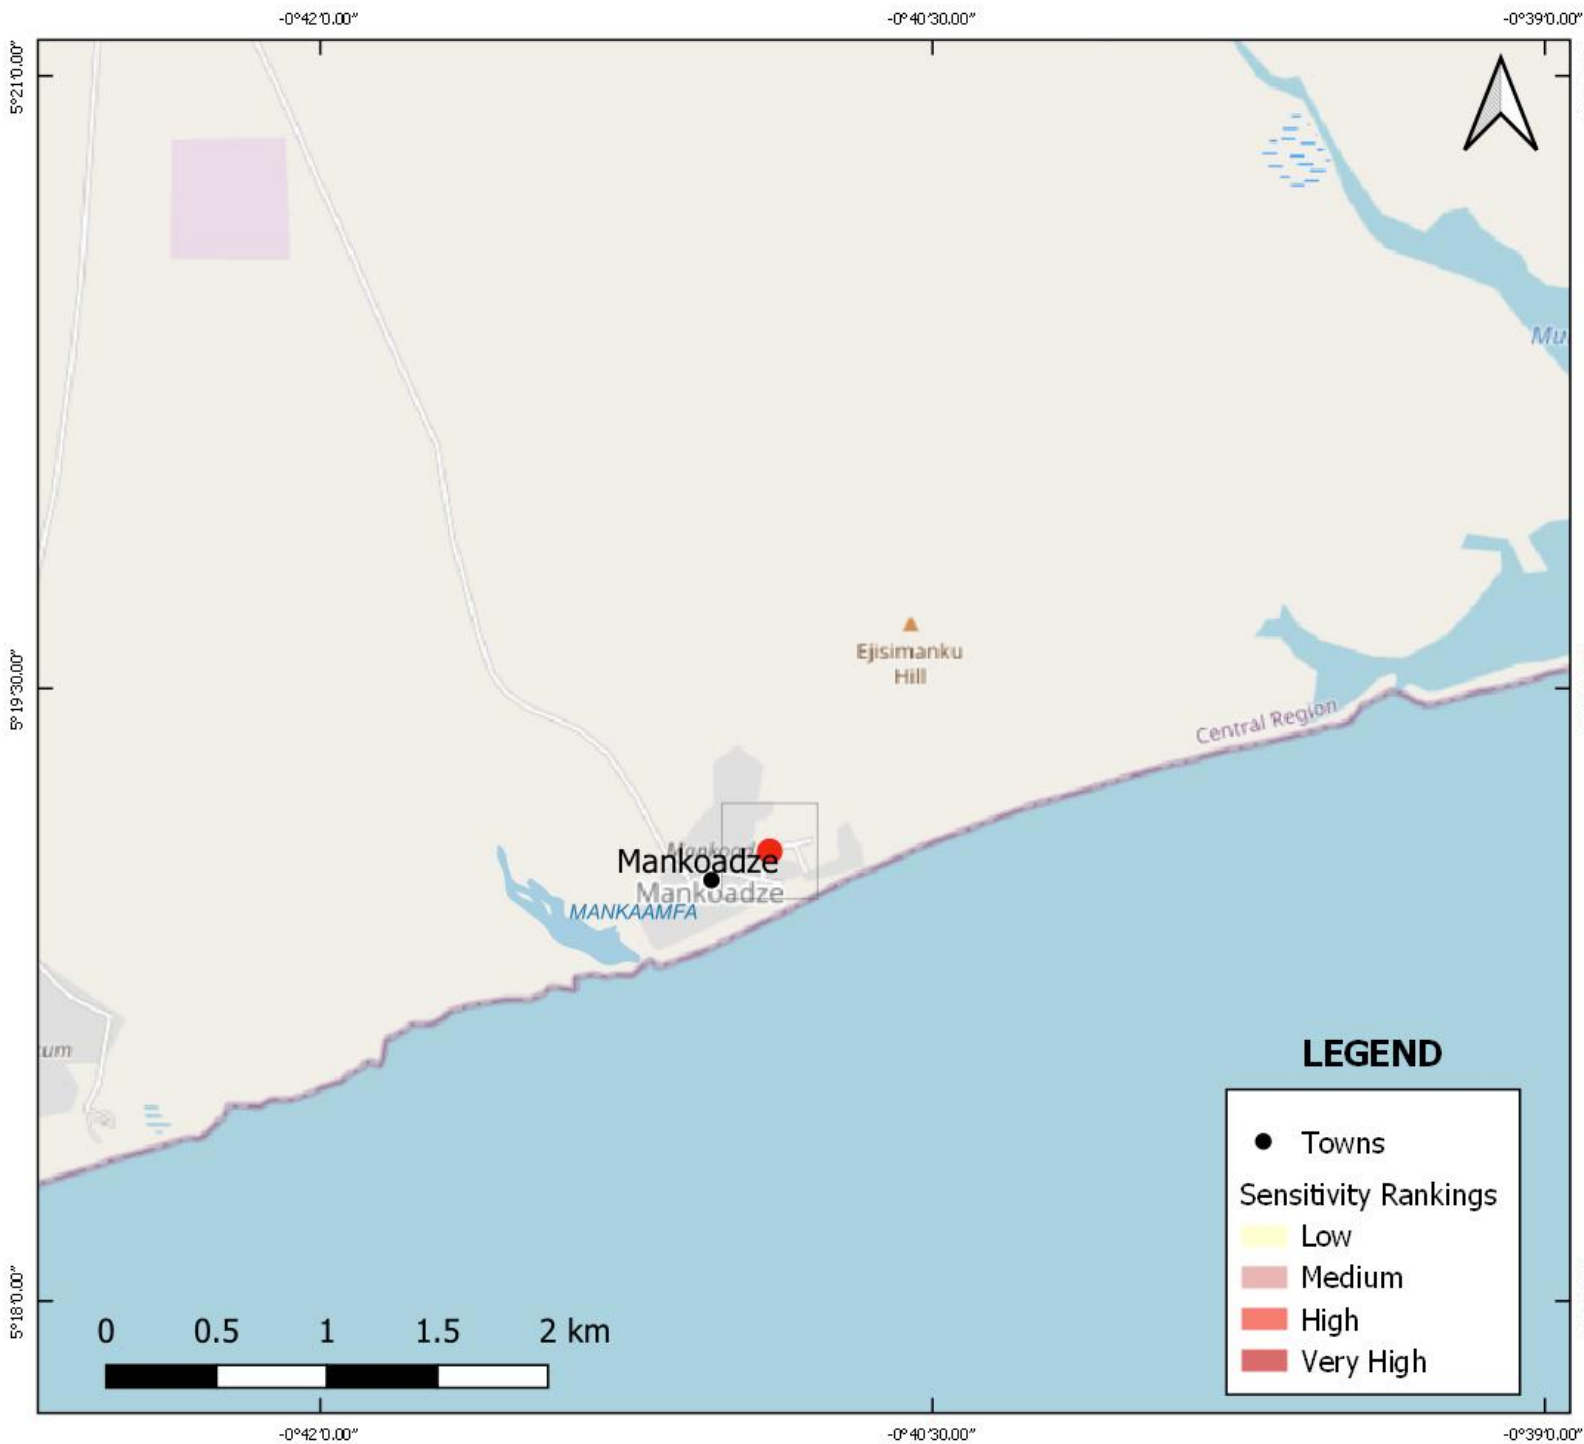 -0°42'0.00"
-0°40'30.00"
-0°39'0.00"
5°21'0.00"
Mu
Ejisimanku
Hill
5°19'30.00"
Central Region
Mankoad
Mankoadze
Mankoadze
MANKAAMFA
um
LEGEND
Towns
Sensitivity Rankings
Low
Medium
High
Very High
5°18'0.00"
0 0.5 1 1.5 2 km
-0°42'0.00"
-0°40'30.00"
-0°39'0.00"